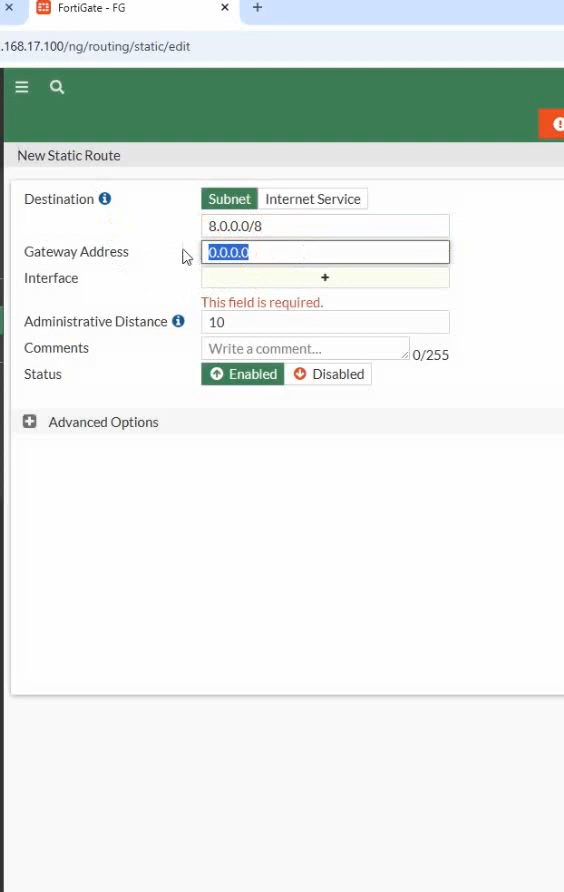 FortiGate - FG
.168.17.100/ng/routing/static/edit
New Static Route
Destination Subnet Internet Service
8.0.0.0/8
Gateway Address 0.0.0.0
Interface +
This field is required.
Administrative Distance 10
Comments Write a comment... 0/255
Status Enabled Disabled
Advanced Options